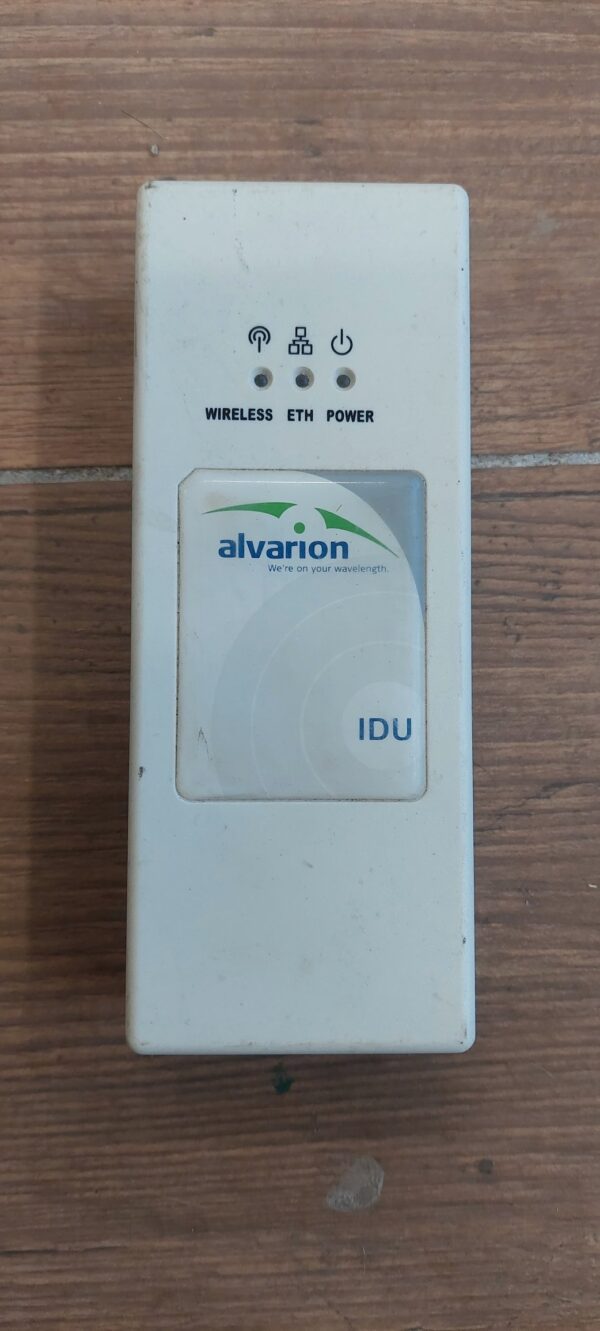 WIRELESS ETH POWER
alvarion
We're on your wavelength.
IDU